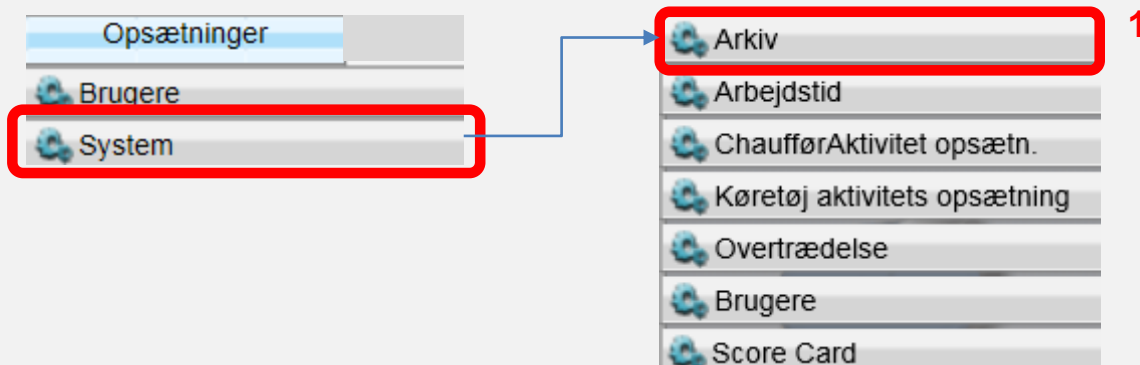 Opsætninger
Brugere
System
1
Arkiv
Arbejdstid
ChaufførAktivitet opsætn.
Køretøj aktivitets opsætning
Overtrædelse
Brugere
Score Card